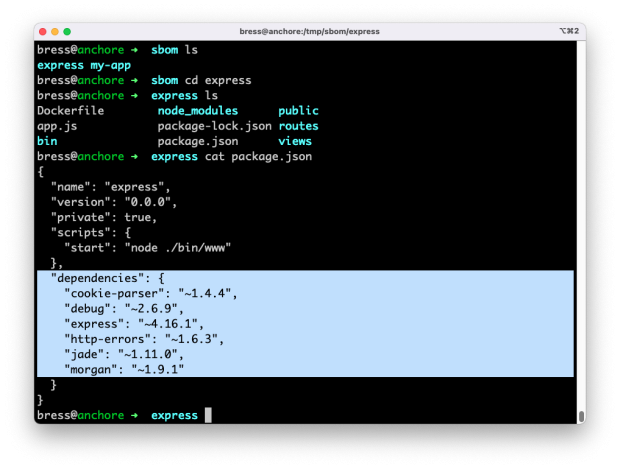 bress@anchore:/tmp/sbom/express ⌥⌘2
bress@anchore → sbom ls
express my-app
bress@anchore → sbom cd express
bress@anchore → express ls
Dockerfile node_modules public
app.js package-lock.json routes
bin package.json views
bress@anchore → express cat package.json
{
  "name": "express",
  "version": "0.0.0",
  "private": true,
  "scripts": {
    "start": "node ./bin/www"
  },
  "dependencies": {
    "cookie-parser": "~1.4.4",
    "debug": "~2.6.9",
    "express": "~4.16.1",
    "http-errors": "~1.6.3",
    "jade": "~1.11.0",
    "morgan": "~1.9.1"
  }
}
bress@anchore → express